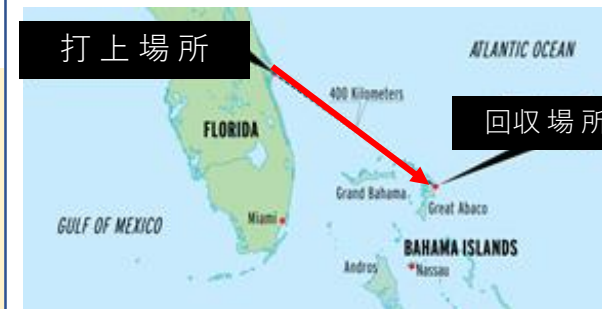 打上場所
ATLANTIC OCEAN
400 Kilometers
回収場所
FLORIDA
Grand Bahama
Great Abaco
Miami
GULF OF MEXICO
BAHAMA ISLANDS
Andros
Nassau